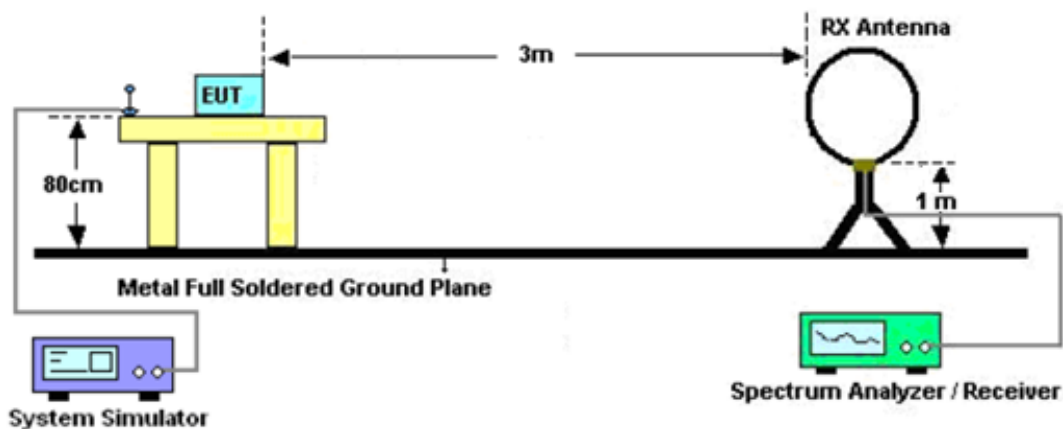 RX Antenna
3m
EUT
80cm
1 m
Metal Full Soldered Ground Plane
System Simulator
Spectrum Analyzer / Receiver